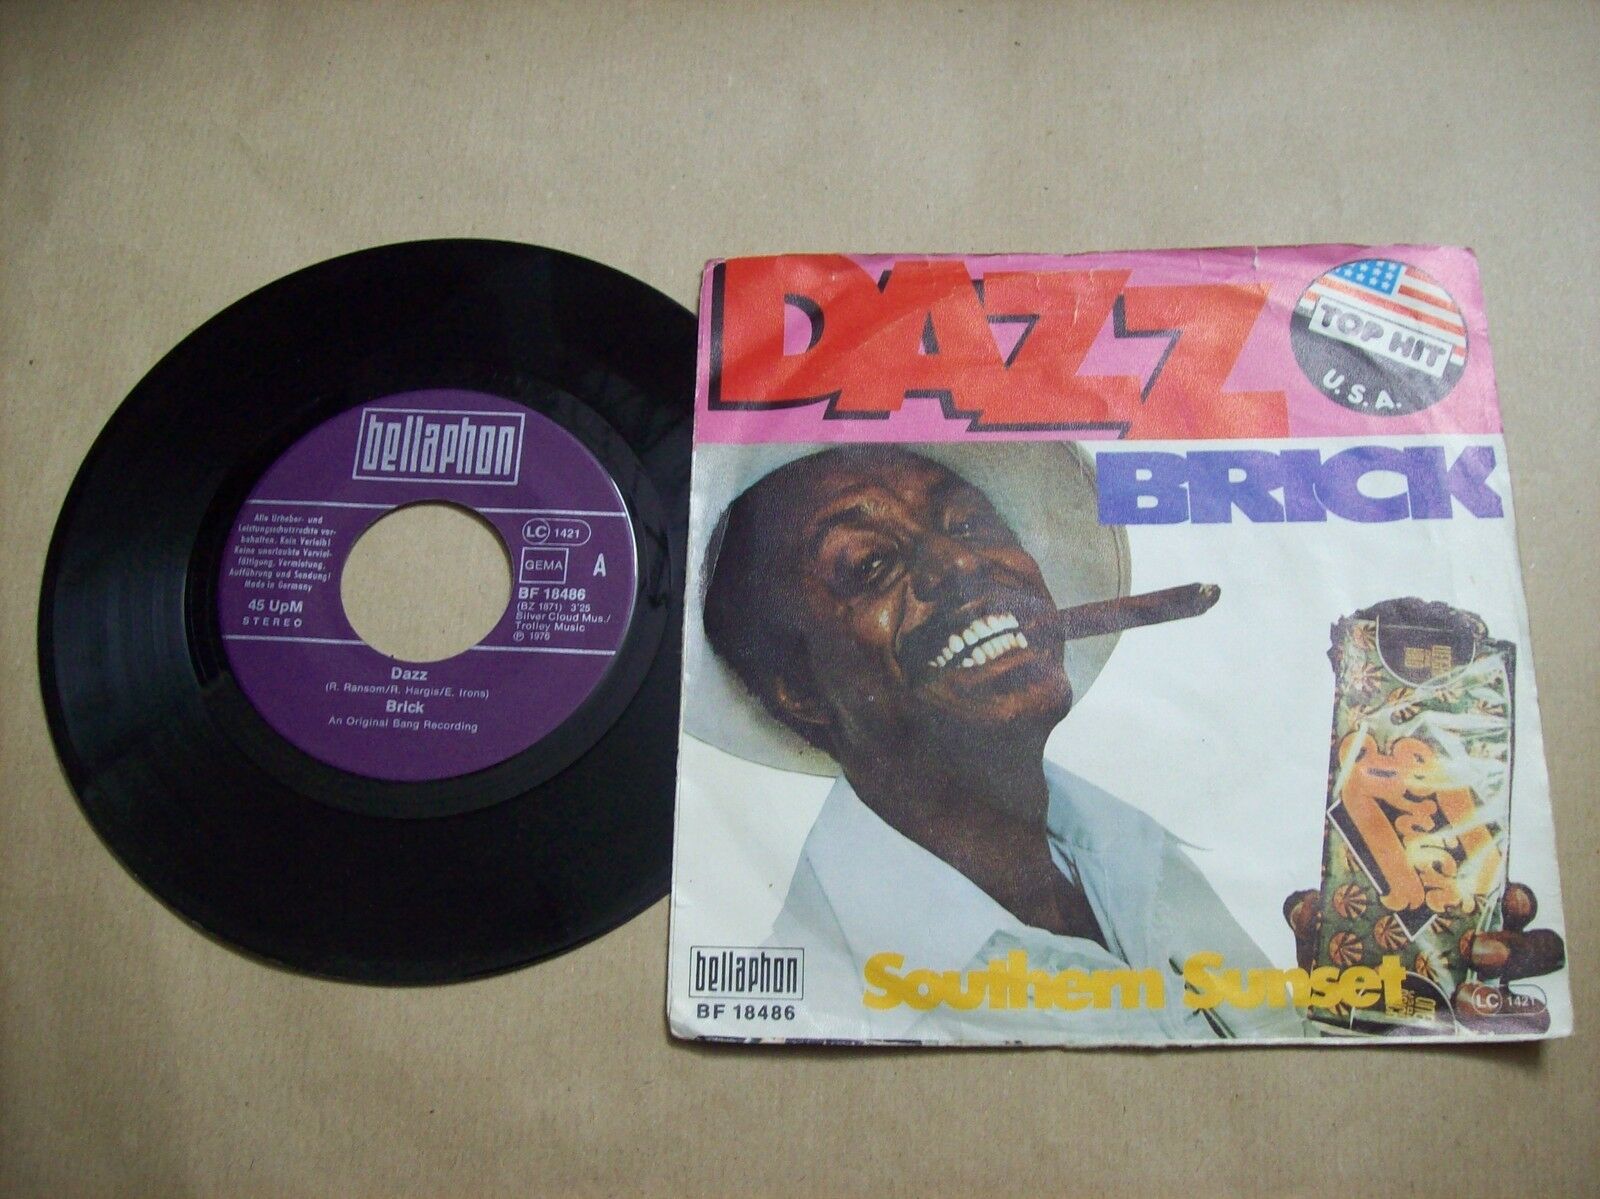 bellaphon
Alle Urheber- und
Leistungsschutzrechte vor-
behalten. Kein Verleih!
Keine unerlaubte Verviel-
fältigung, Vermietung,
Aufführung und Sendung!
Made in Germany
45 UpM
STEREO
LC 1421
GEMA
A
BF 18486
(BZ 1871) 3'25
Silver Cloud Mus./
Trolley Music
℗ 1976
Dazz
(R. Ransom/R. Hargis/E. Irons)
Brick
An Original Bang Recording
DAZZ
TOP HIT
U.S.A.
BRICK
Southern Sunset
bellaphon
BF 18486
LC 1421